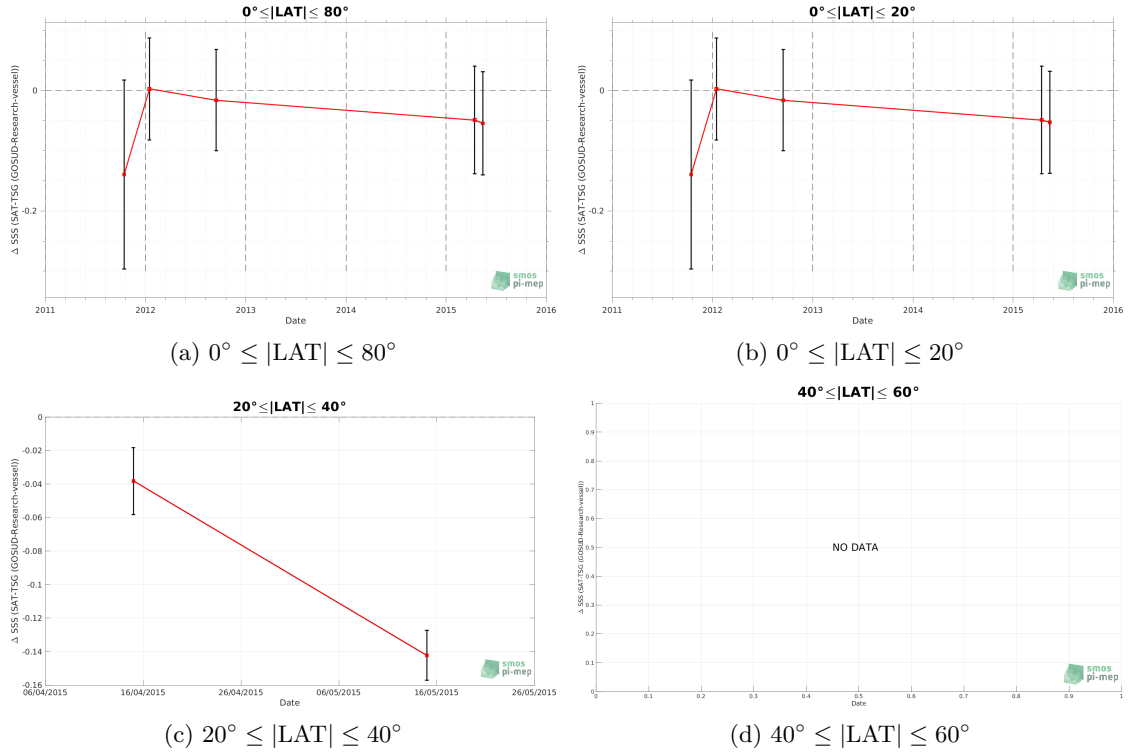 0°≤|LAT|≤ 80°
Δ SSS (SAT-TSG (GOSUD-Research-vessel))
0
-0.2
smos
pi-mep
2011 2012 2013 2014 2015 2016
Date
(a) 0° ≤ |LAT| ≤ 80°
0°≤|LAT|≤ 20°
Δ SSS (SAT-TSG (GOSUD-Research-vessel))
0
-0.2
smos
pi-mep
2011 2012 2013 2014 2015 2016
Date
(b) 0° ≤ |LAT| ≤ 20°
20°≤|LAT|≤ 40°
Δ SSS (SAT-TSG (GOSUD-Research-vessel))
0
-0.02
-0.04
-0.06
-0.08
-0.1
-0.12
-0.14
-0.16
smos
pi-mep
06/04/2015 16/04/2015 26/04/2015 06/05/2015 16/05/2015 26/05/2015
Date
(c) 20° ≤ |LAT| ≤ 40°
40°≤|LAT|≤ 60°
Δ SSS (SAT-TSG (GOSUD-Research-vessel))
1
0.9
0.8
0.7
0.6
0.5
0.4
0.3
0.2
0.1
0
NO DATA
smos
pi-mep
0 0.1 0.2 0.3 0.4 0.5 0.6 0.7 0.8 0.9 1
Date
(d) 40° ≤ |LAT| ≤ 60°